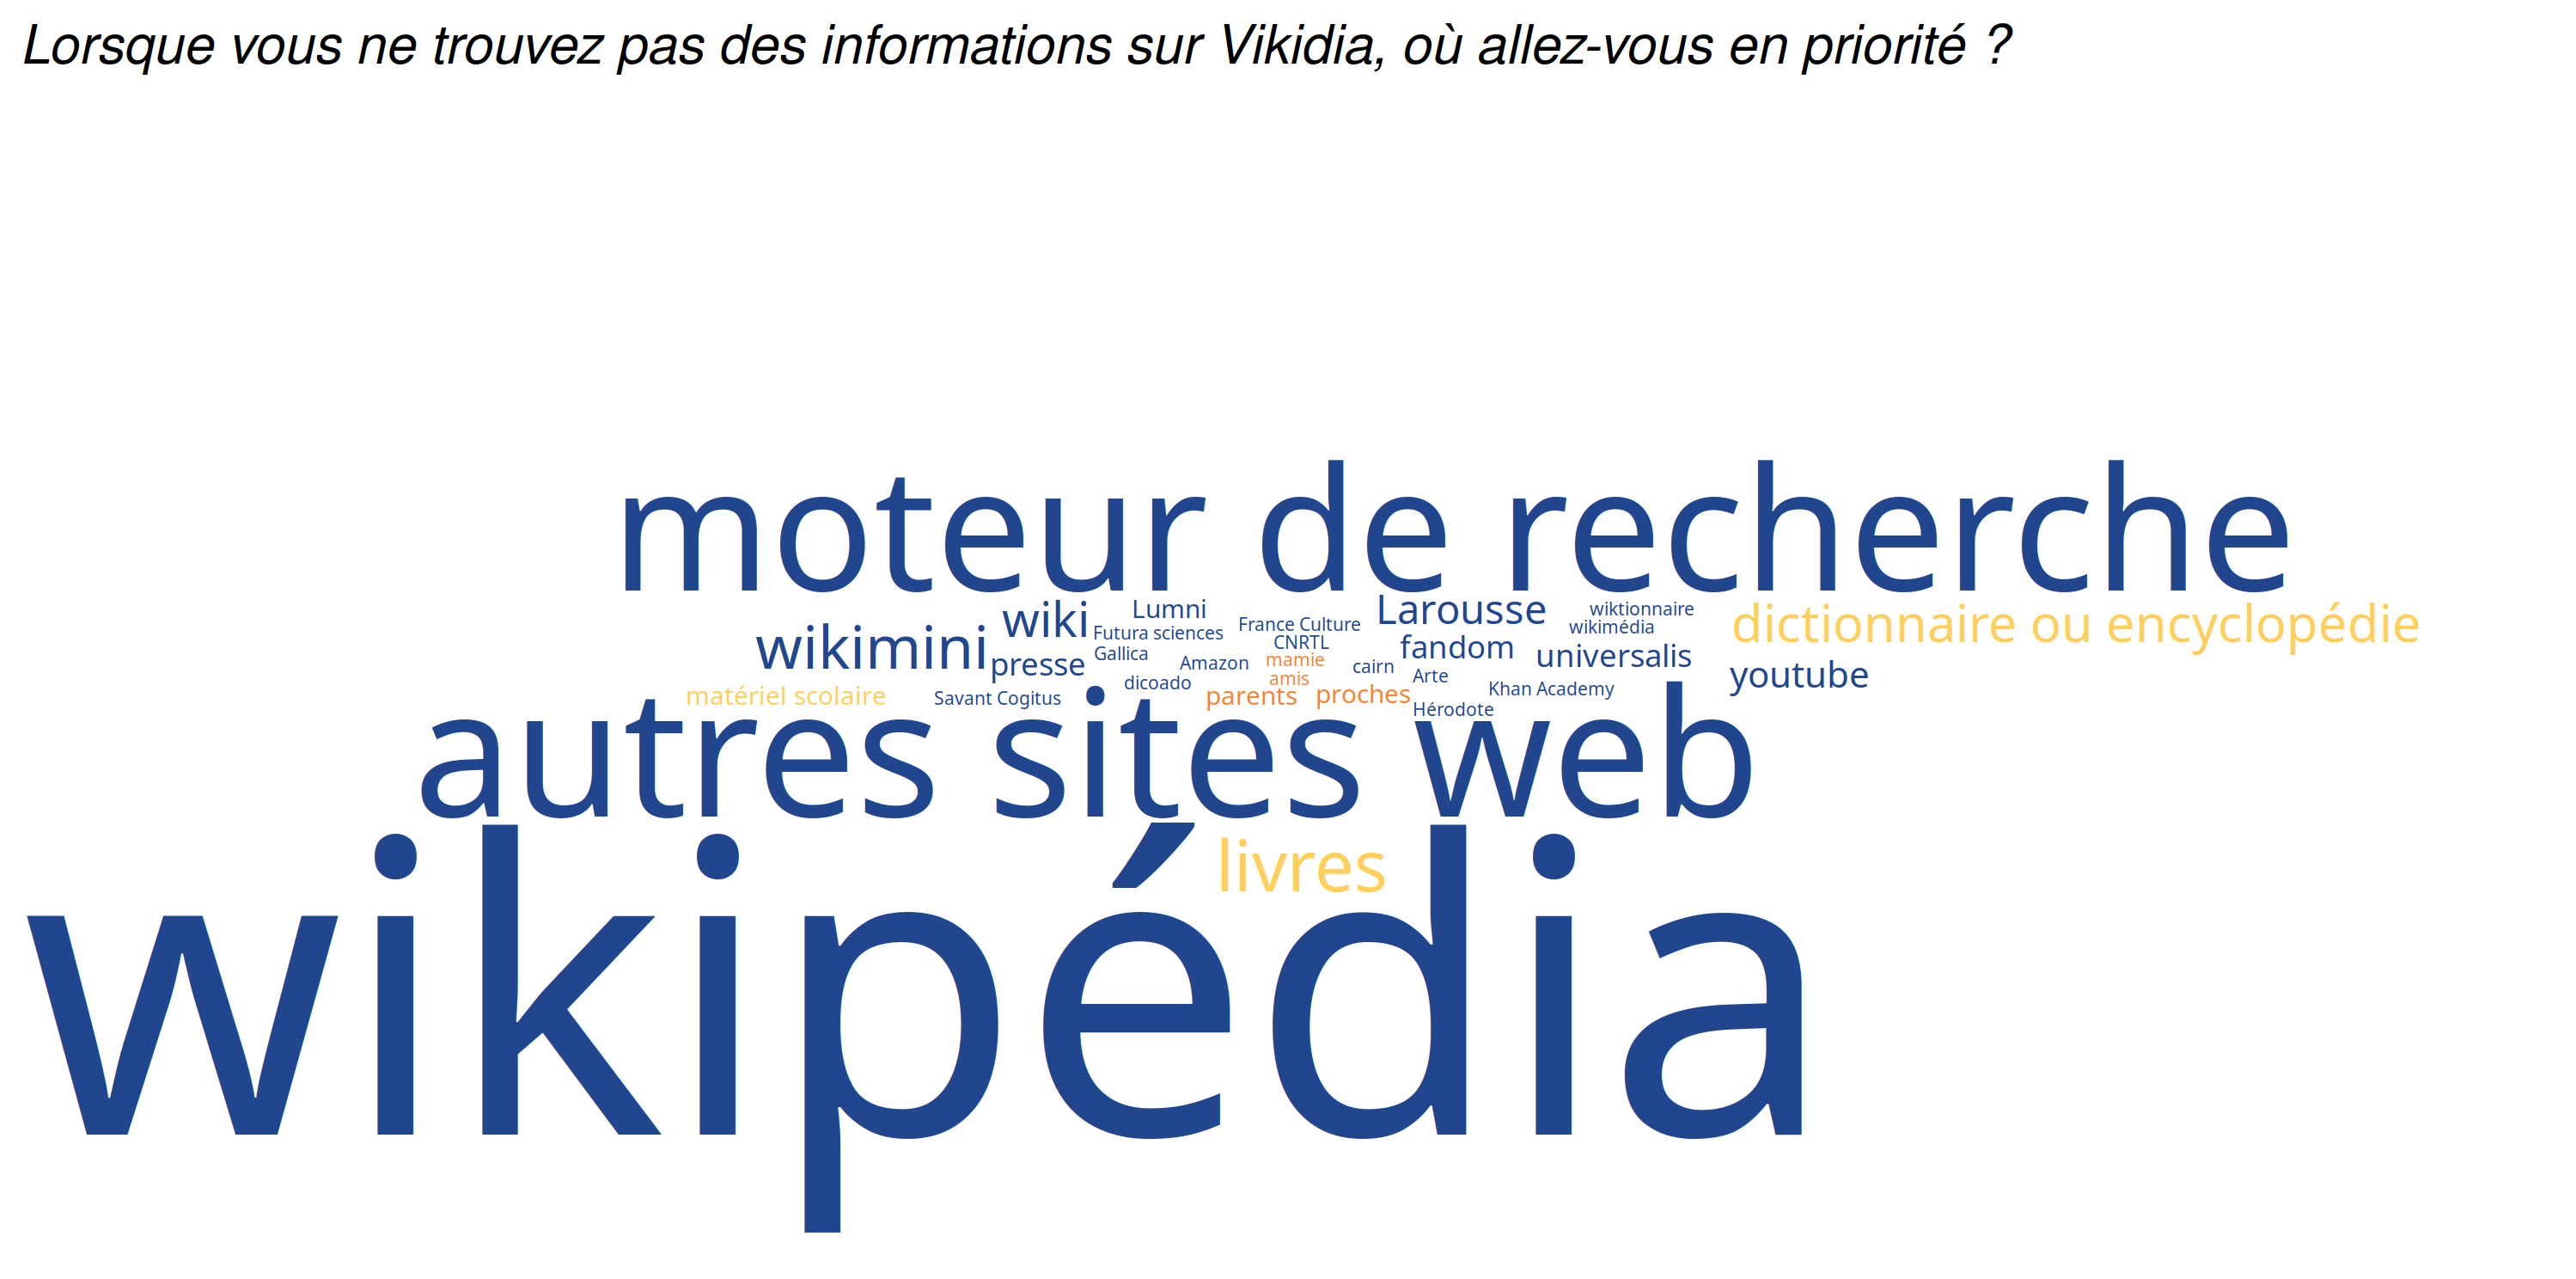 Lorsque vous ne trouvez pas des informations sur Vikidia, où allez-vous en priorité ?
moteur de recherche
wikimini
wiki
Lumni
France Culture
Larousse
wiktionnaire
dictionnaire ou encyclopédie
Futura sciences
CNRTL
wikimédia
fandom
presse
Gallica
Amazon
mamie
cairn
universalis
youtube
dicoado
amis
Arte
matériel scolaire
Savant Cogitus
parents
proches
Khan Academy
Hérodote
autres sites web
livres
wikipédia